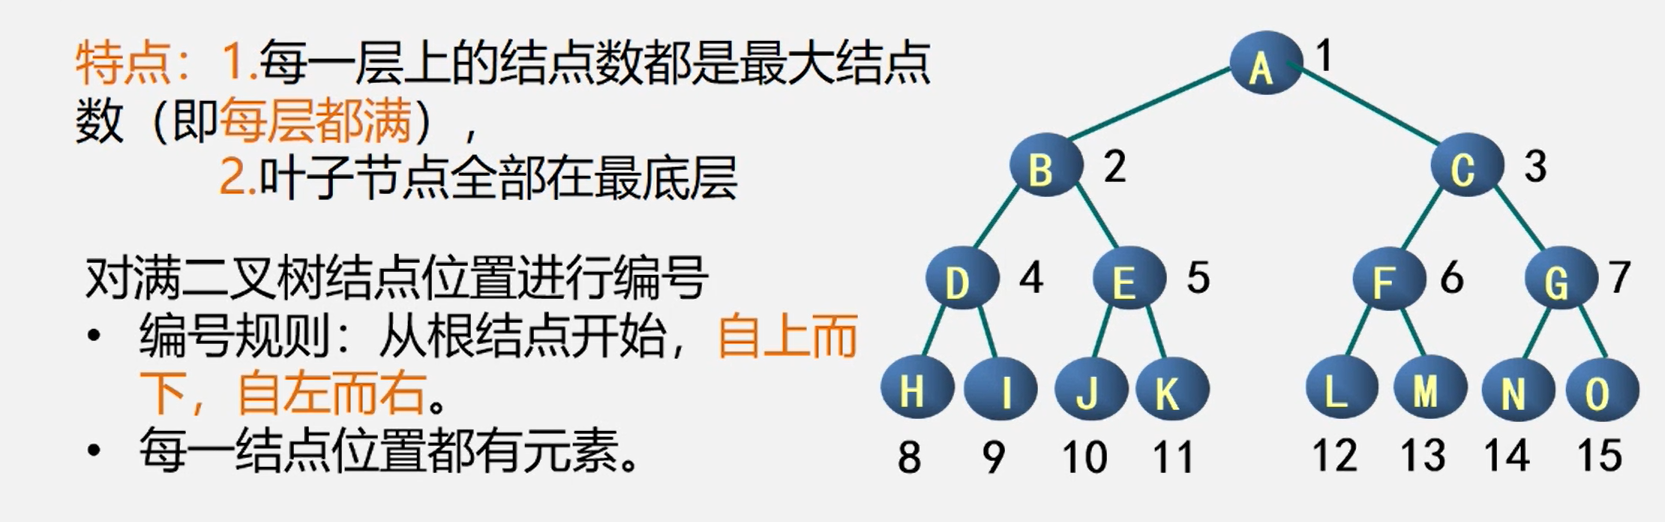 特点：1.每一层上的结点数都是最大结点
数（即每层都满），
2.叶子节点全部在最底层
对满二叉树结点位置进行编号
• 编号规则：从根结点开始，自上而
下，自左而右。
• 每一结点位置都有元素。
A 1
B 2 C 3
D 4 E 5 F 6 G 7
H I J K L M N O
8 9 10 11 12 13 14 15